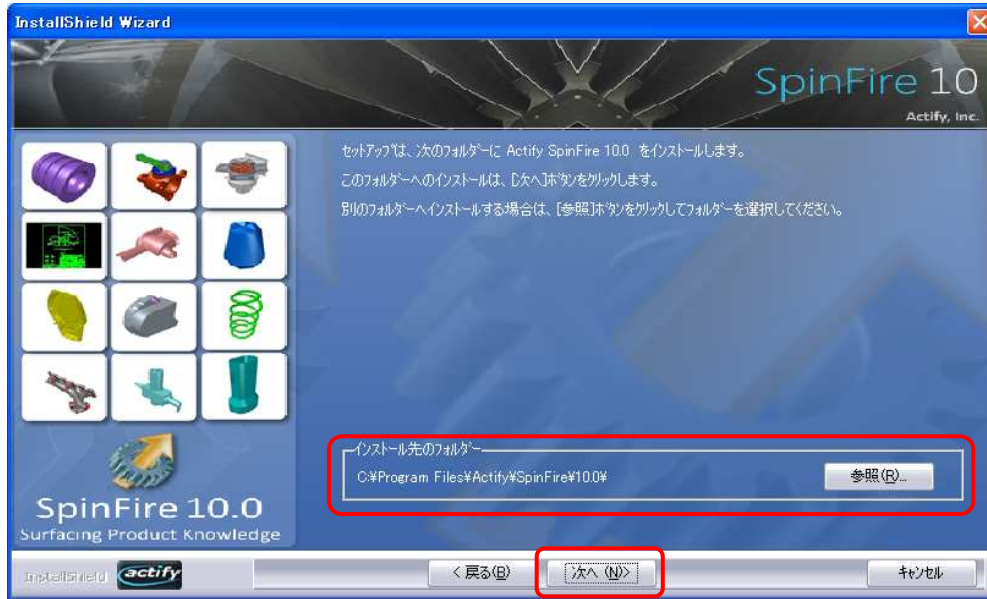 InstallShield Wizard
SpinFire 10
Actify, Inc.
セットアップは、次のフォルダーに Actify SpinFire 10.0 をインストールします。
このフォルダーへのインストールは、[次へ]ボタンをクリックします。
別のフォルダーへインストールする場合は、[参照]ボタンをクリックしてフォルダーを選択してください。
インストール先のフォルダー
C:¥Program Files¥Actify¥SpinFire¥10.0¥
参照(R)...
SpinFire 10.0
Surfacing Product Knowledge
InstallShield
actify
< 戻る(B)
次へ (N)>
キャンセル